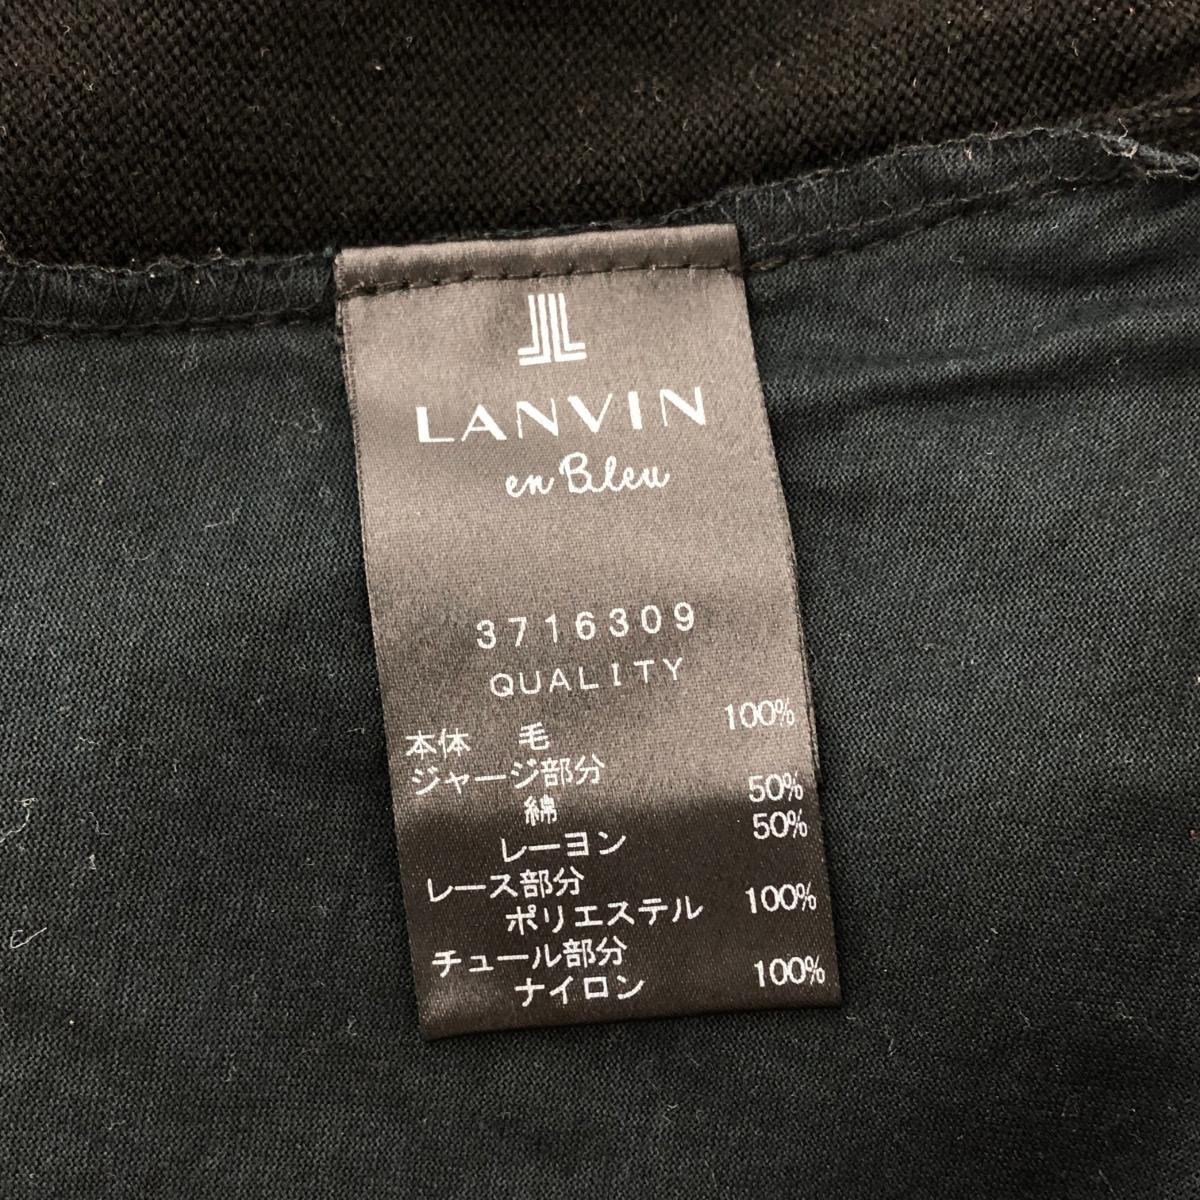 LANVIN
en Bleu
3716309
QUALITY
本体 毛 100%
ジャージ部分
綿 50%
レーヨン 50%
レース部分
ポリエステル 100%
チュール部分
ナイロン 100%